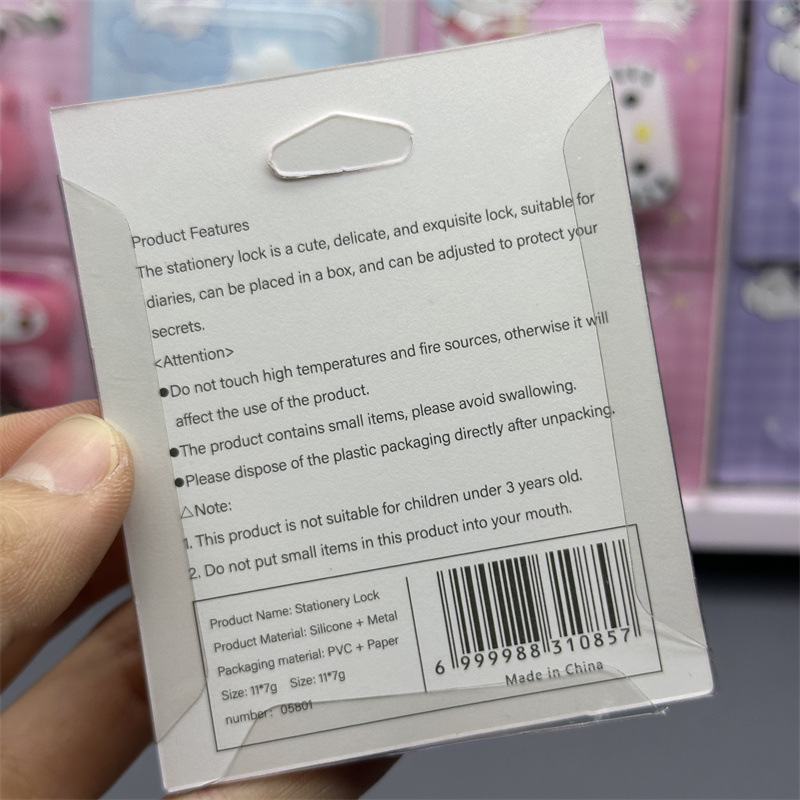 Product Features
The stationery lock is a cute, delicate, and exquisite lock, suitable for
diaries, can be placed in a box, and can be adjusted to protect your
secrets.
<Attention>
●Do not touch high temperatures and fire sources, otherwise it will
affect the use of the product.
●The product contains small items, please avoid swallowing.
●Please dispose of the plastic packaging directly after unpacking.
△Note:
1. This product is not suitable for children under 3 years old.
2. Do not put small items in this product into your mouth.
Product Name: Stationery Lock
Product Material: Silicone + Metal
Packaging material: PVC + Paper
Size: 11*7g Size: 11*7g
number: 05801
6 999988 310857
Made in China